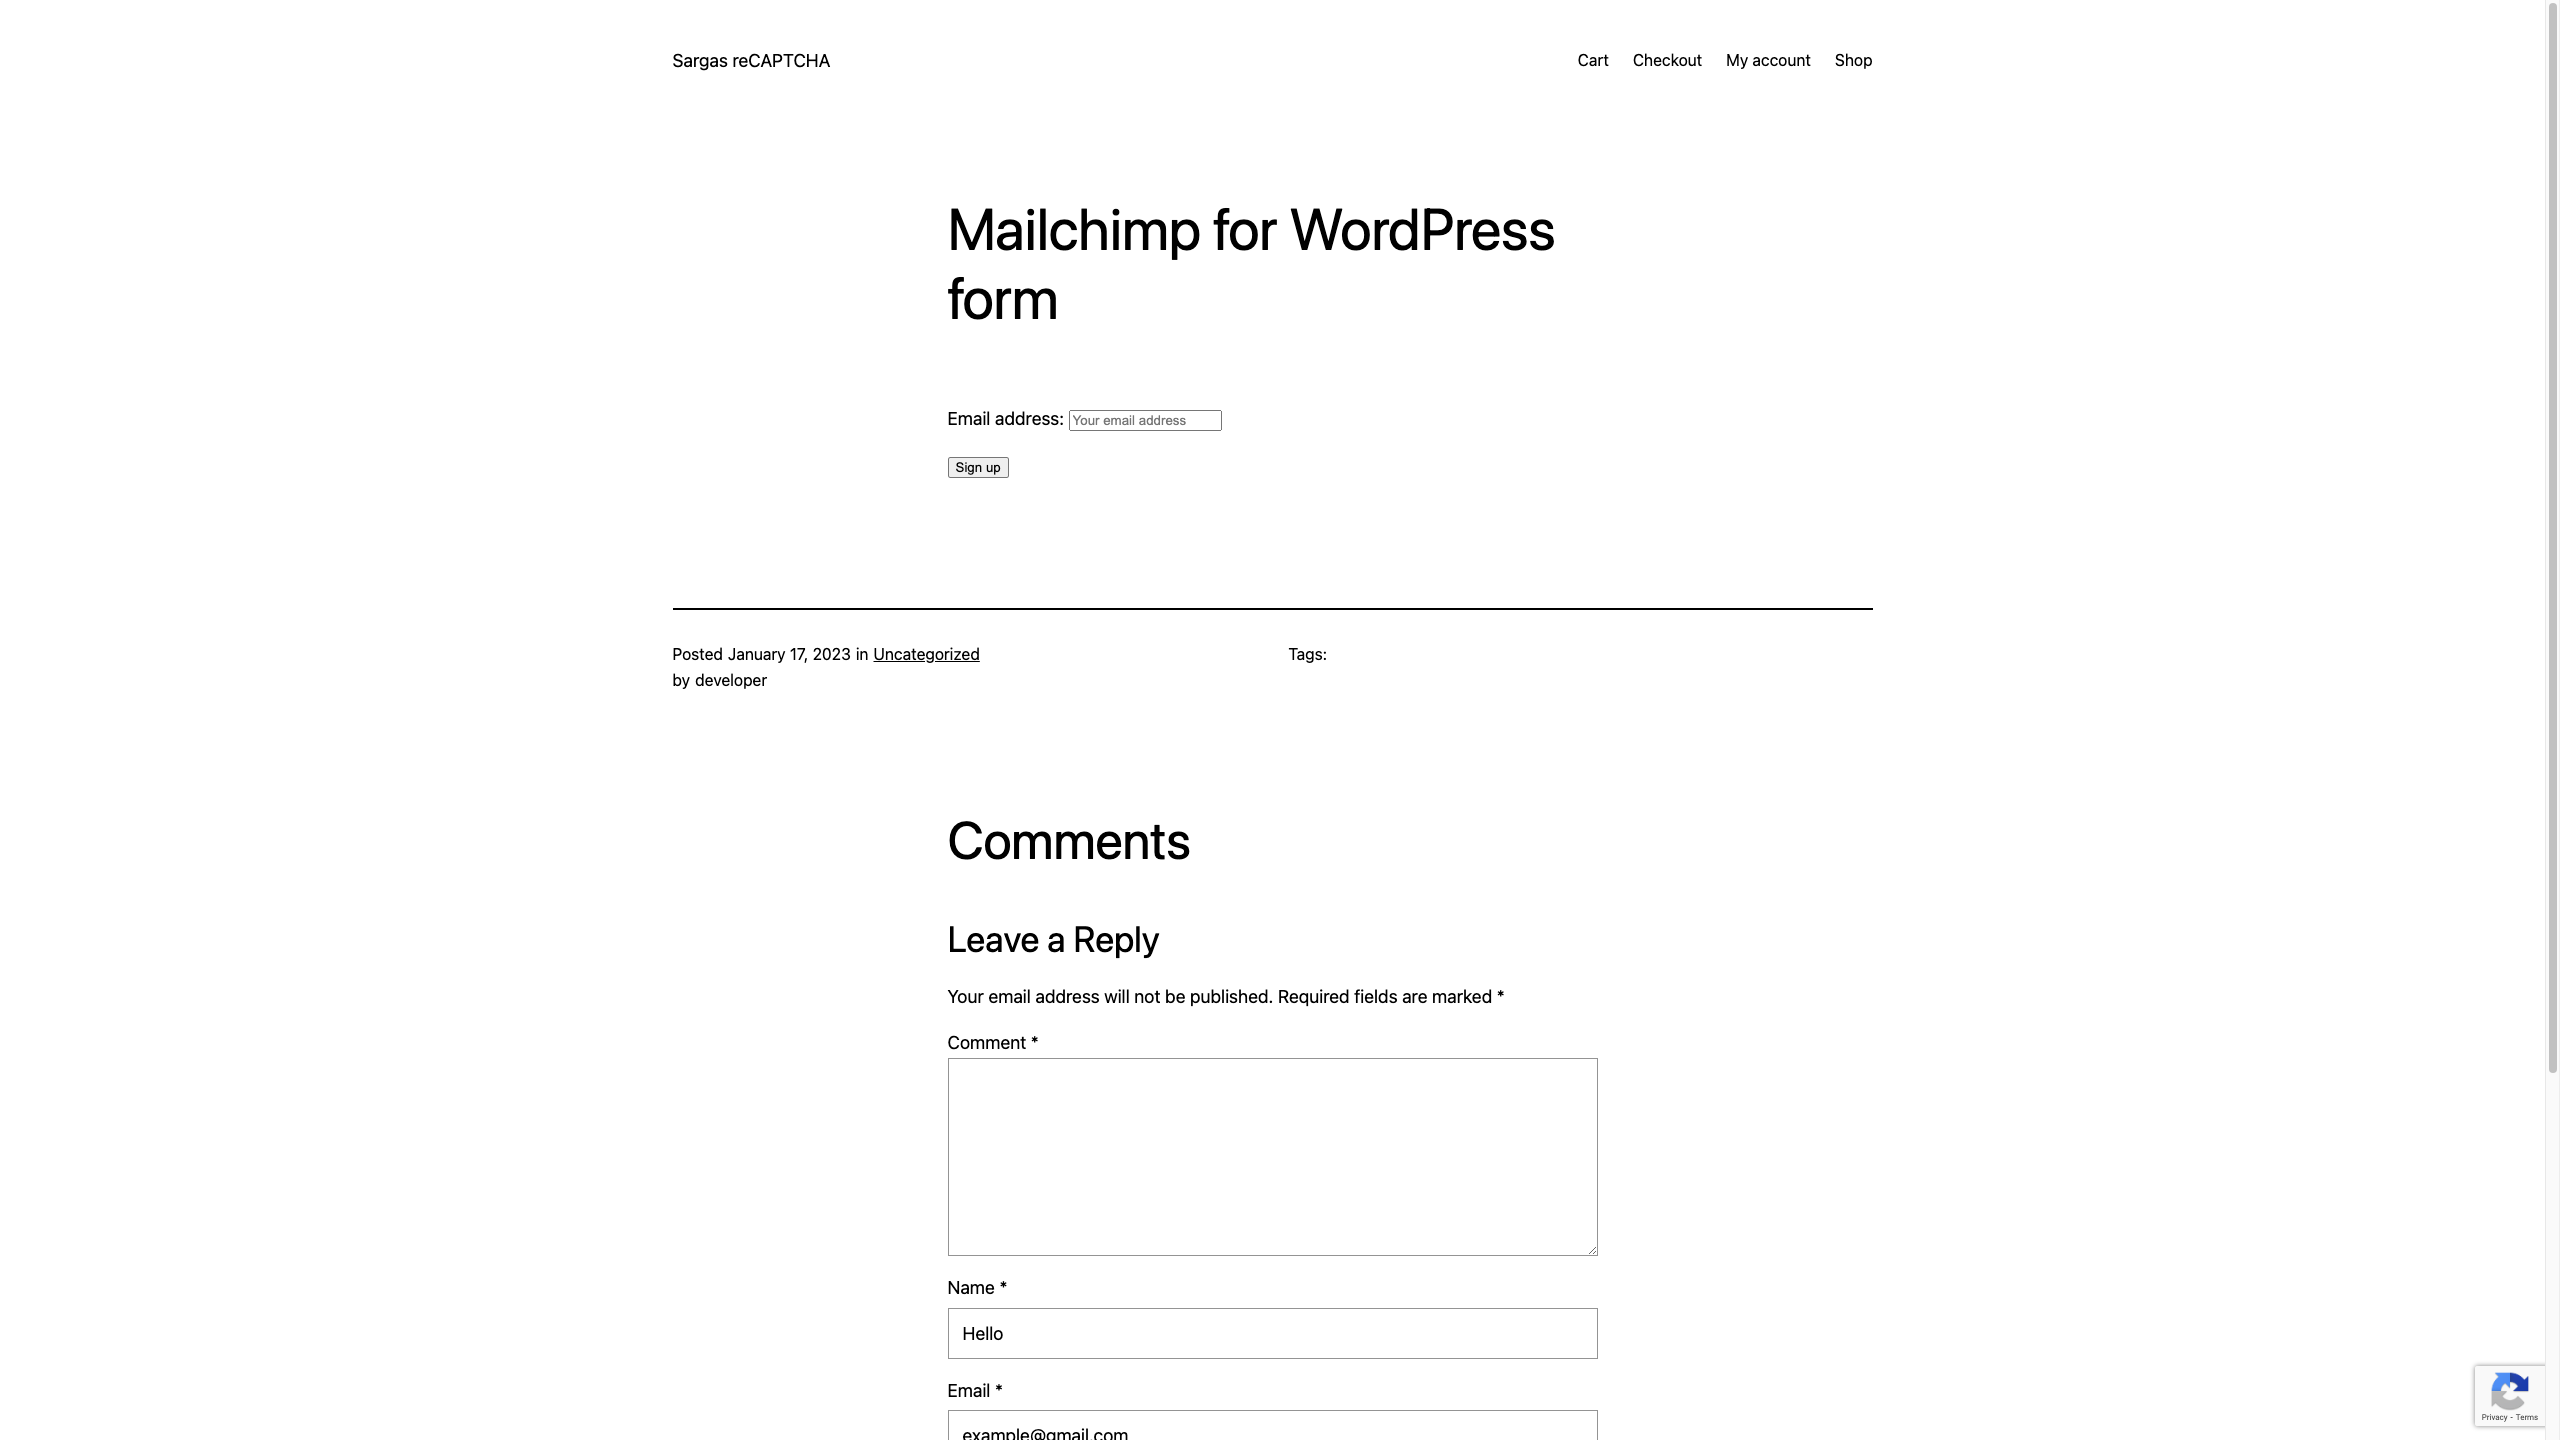 Sargas reCAPTCHA
Cart Checkout My account Shop
Mailchimp for WordPress
form
Email address: Your email address
Sign up
Posted January 17, 2023 in Uncategorized
by developer
Tags:
Comments
Leave a Reply
Your email address will not be published. Required fields are marked *
Comment *
Name *
Hello
Email *
example@gmail.com
Privacy - Terms